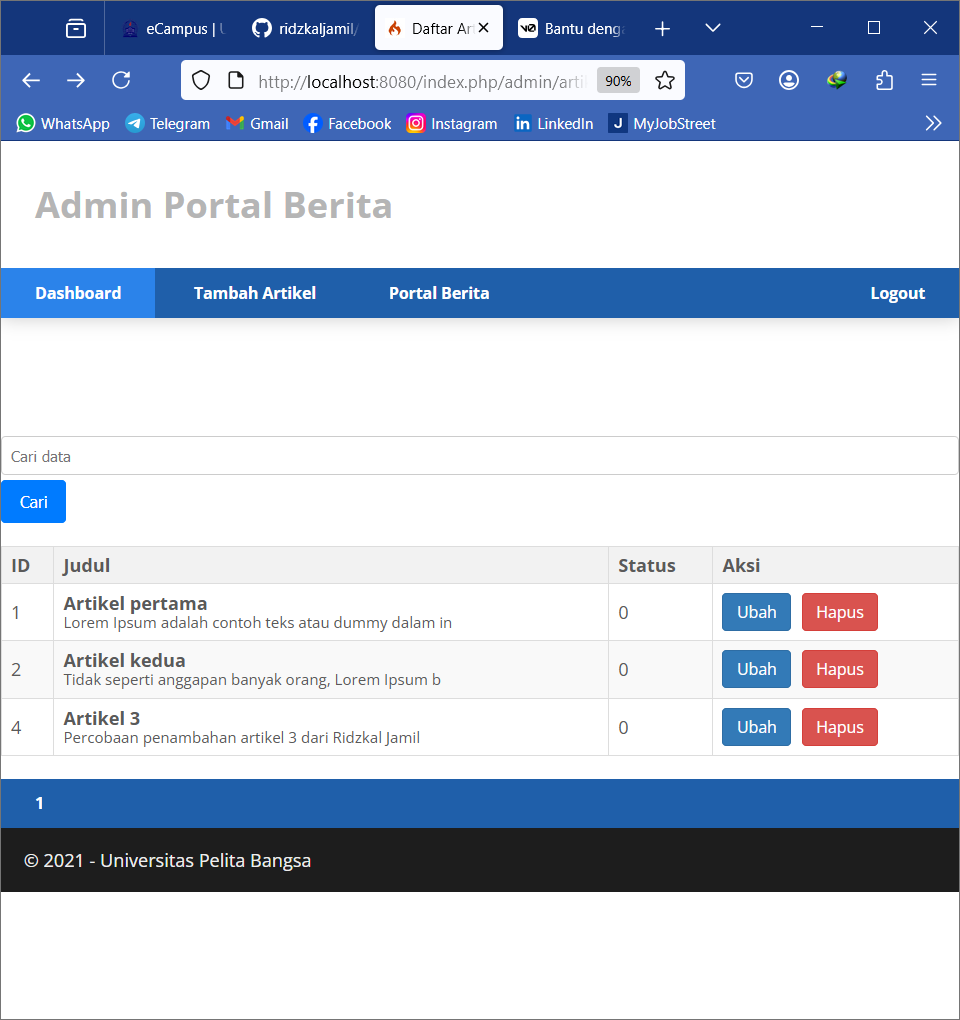 eCampus | U
ridzkaljamil/
Daftar Art
Bantu denga
http://localhost:8080/index.php/admin/arti
90%
WhatsApp Telegram Gmail Facebook Instagram LinkedIn MyJobStreet
Admin Portal Berita
Dashboard Tambah Artikel Portal Berita Logout
Cari data
Cari
ID Judul Status Aksi
1 Artikel pertama 0 Ubah Hapus
Lorem Ipsum adalah contoh teks atau dummy dalam in
2 Artikel kedua 0 Ubah Hapus
Tidak seperti anggapan banyak orang, Lorem Ipsum b
4 Artikel 3 0 Ubah Hapus
Percobaan penambahan artikel 3 dari Ridzkal Jamil
1
© 2021 - Universitas Pelita Bangsa